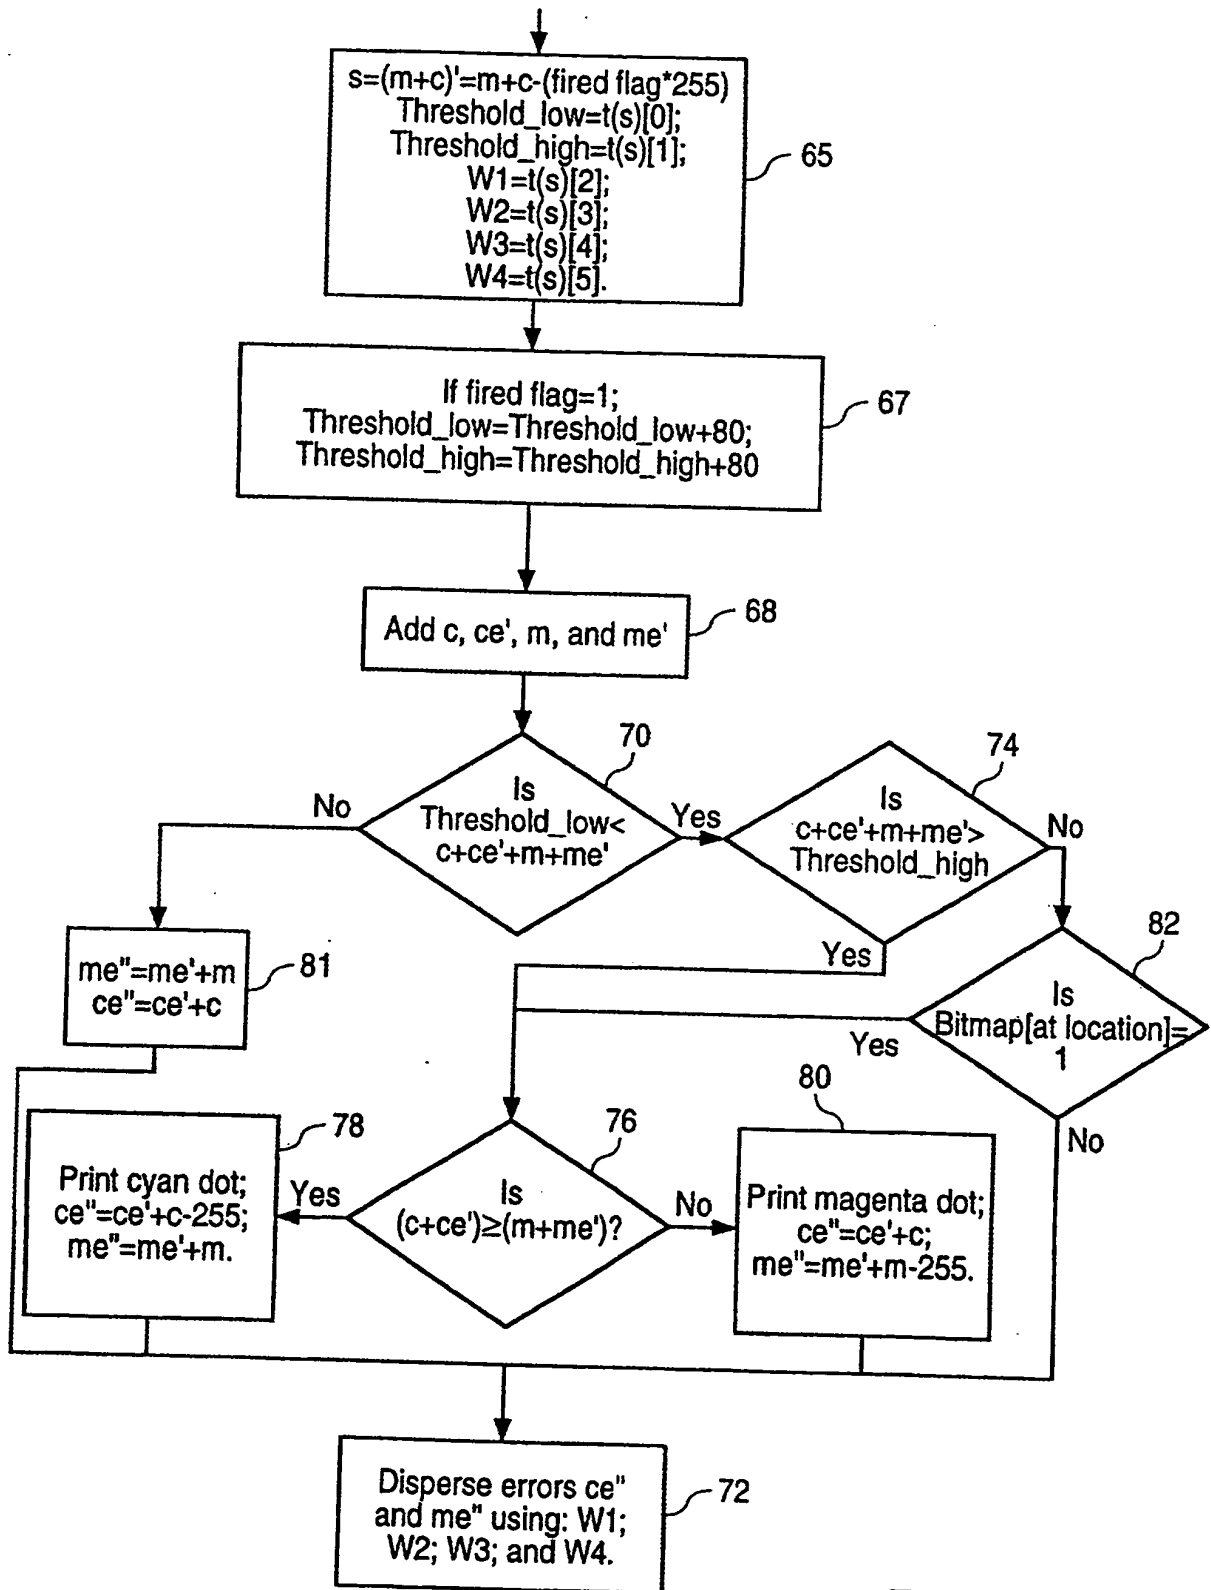 s=(m+c)'=m+c-(fired flag*255)
Threshold_low=t(s)[0];
Threshold_high=t(s)[1];
W1=t(s)[2];
W2=t(s)[3];
W3=t(s)[4];
W4=t(s)[5].
65
If fired flag=1;
Threshold_low=Threshold_low+80;
Threshold_high=Threshold_high+80
67
Add c, ce', m, and me'
68
70
Is
Threshold_low<
c+ce'+m+me'
No
Yes
74
Is
c+ce'+m+me'>
Threshold_high
No
Yes
me"=me'+m
ce"=ce'+c
81
82
Is
Bitmap[at location]=
1
Yes
No
78
Print cyan dot;
ce"=ce'+c-255;
me"=me'+m.
Yes
76
Is
(c+ce')≥(m+me')?
No
80
Print magenta dot;
ce"=ce'+c;
me"=me'+m-255.
Disperse errors ce"
and me" using: W1;
W2; W3; and W4.
72